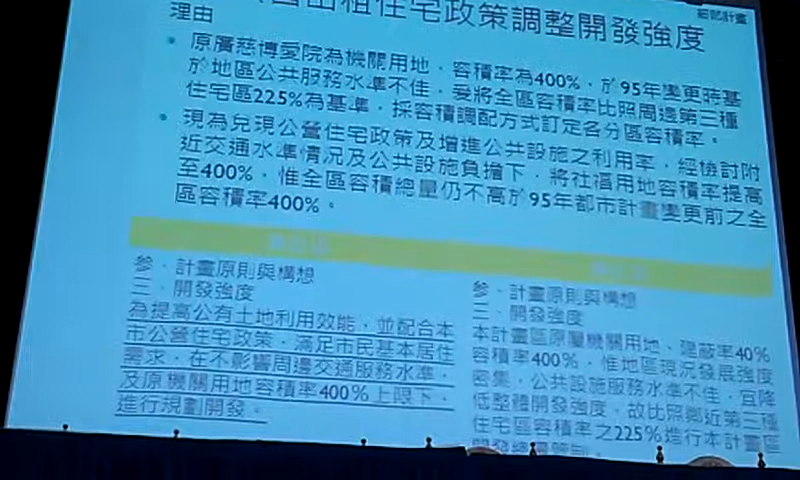 細部計畫
出租住宅政策調整開發強度
理由
• 原廣慈博愛院為機關用地,容積率為400%,於95年變更時基
於地區公共服務水準不佳,爰將全區容積率比照周邊第三種
住宅區225%為基準,採容積調配方式訂定各分區容積率。
• 現為兌現公營住宅政策及增進公共設施之利用率,經檢討附
近交通水準情況及公共設施負擔下,將社福用地容積率提高
至400%,惟全區容積總量仍不高於95年都市計畫變更前之全
區容積率400%。
參、計畫原則與構想
三、開發強度
為提高公有土地利用效能,並配合本
市公營住宅政策,滿足市民基本居住
需求,在不影響周邊交通服務水準,
及原機關用地容積率400%上限下,
進行規劃開發。
參、計畫原則與構想
三、開發強度
本計畫區原屬機關用地、建蔽率40%
容積率400%,惟地區現況發展強度
密集,公共設施服務水準不佳,宜降
低整體開發強度,故比照鄰近第三種
住宅區容積率之225%進行本計畫區